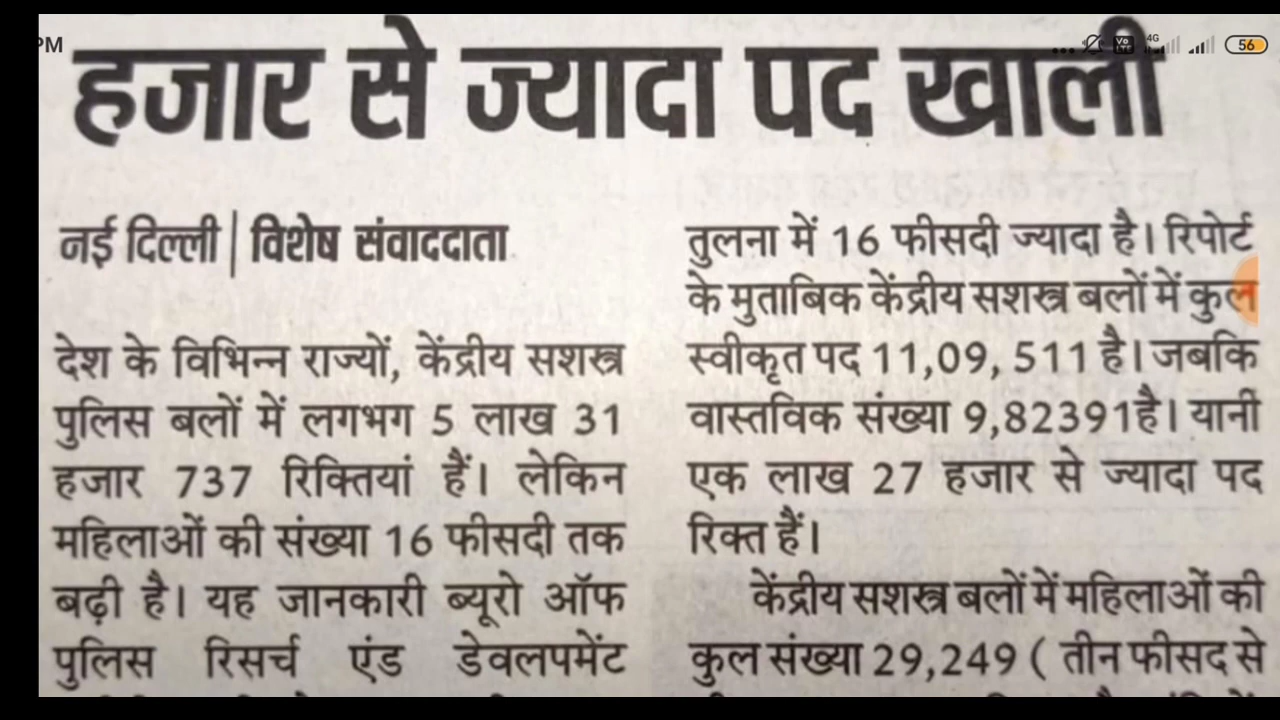 PM
Vo
4G
56
हजार से ज्यादा पद खाली
नई दिल्ली | विशेष संवाददाता
देश के विभिन्न राज्यों, केंद्रीय सशस्त्र
पुलिस बलों में लगभग 5 लाख 31
हजार 737 रिक्तियां हैं। लेकिन
महिलाओं की संख्या 16 फीसदी तक
बढ़ी है। यह जानकारी ब्यूरो ऑफ
पुलिस रिसर्च एंड डेवलपमेंट
तुलना में 16 फीसदी ज्यादा है। रिपोर्ट
के मुताबिक केंद्रीय सशस्त्र बलों में कुल
स्वीकृत पद 11,09, 511 है। जबकि
वास्तविक संख्या 9,82391है। यानी
एक लाख 27 हजार से ज्यादा पद
रिक्त हैं।
केंद्रीय सशस्त्र बलों में महिलाओं की
कुल संख्या 29,249 ( तीन फीसद से